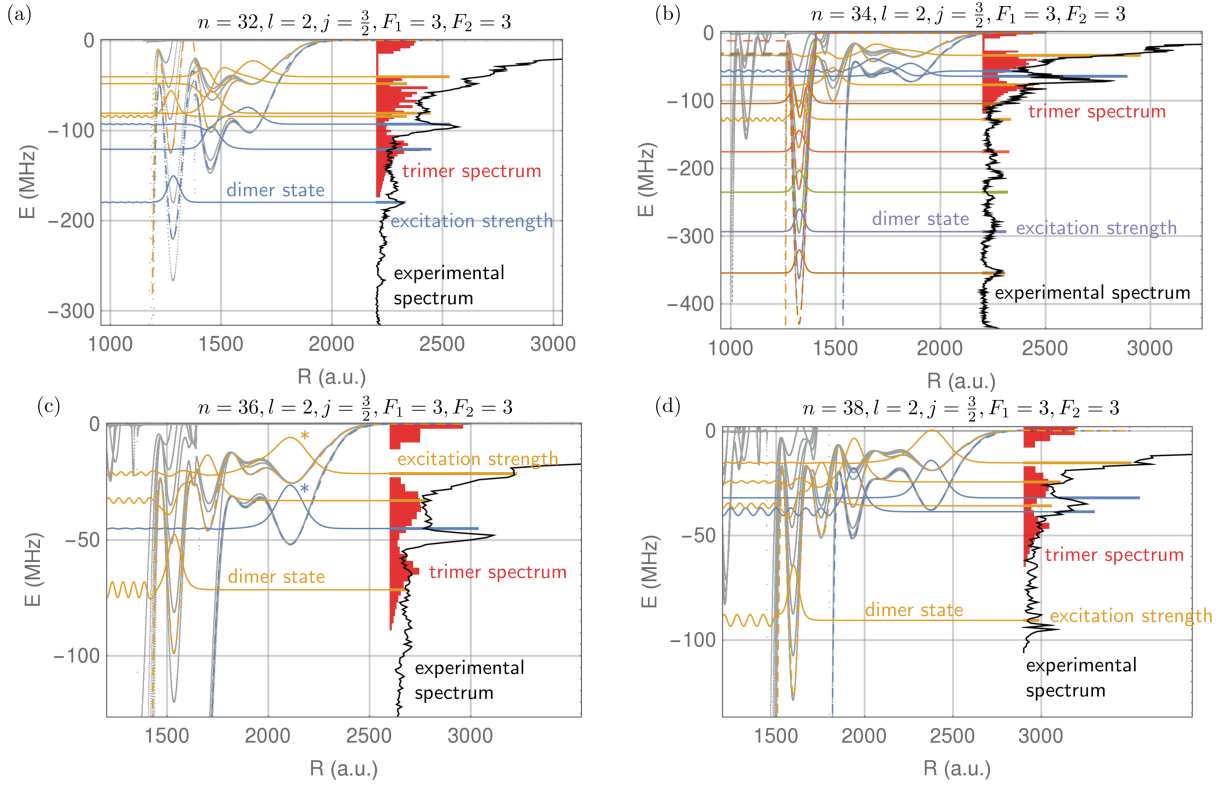 (a)
n = 32, l = 2, j = 3/2, F₁ = 3, F₂ = 3
E (MHz)
0
−100
−200
−300
1000 1500 2000 2500 3000
R (a.u.)
dimer state
trimer spectrum
excitation strength
experimental
spectrum
(b)
n = 34, l = 2, j = 3/2, F₁ = 3, F₂ = 3
E (MHz)
0
−100
−200
−300
−400
1000 1500 2000 2500 3000
R (a.u.)
trimer spectrum
dimer state
excitation strength
experimental spectrum
(c)
n = 36, l = 2, j = 3/2, F₁ = 3, F₂ = 3
E (MHz)
0
−50
−100
1500 2000 2500 3000
R (a.u.)
*
*
excitation strength
dimer state
trimer spectrum
experimental
spectrum
(d)
n = 38, l = 2, j = 3/2, F₁ = 3, F₂ = 3
E (MHz)
0
−50
−100
1500 2000 2500 3000
R (a.u.)
trimer spectrum
dimer state
excitation strength
experimental
spectrum